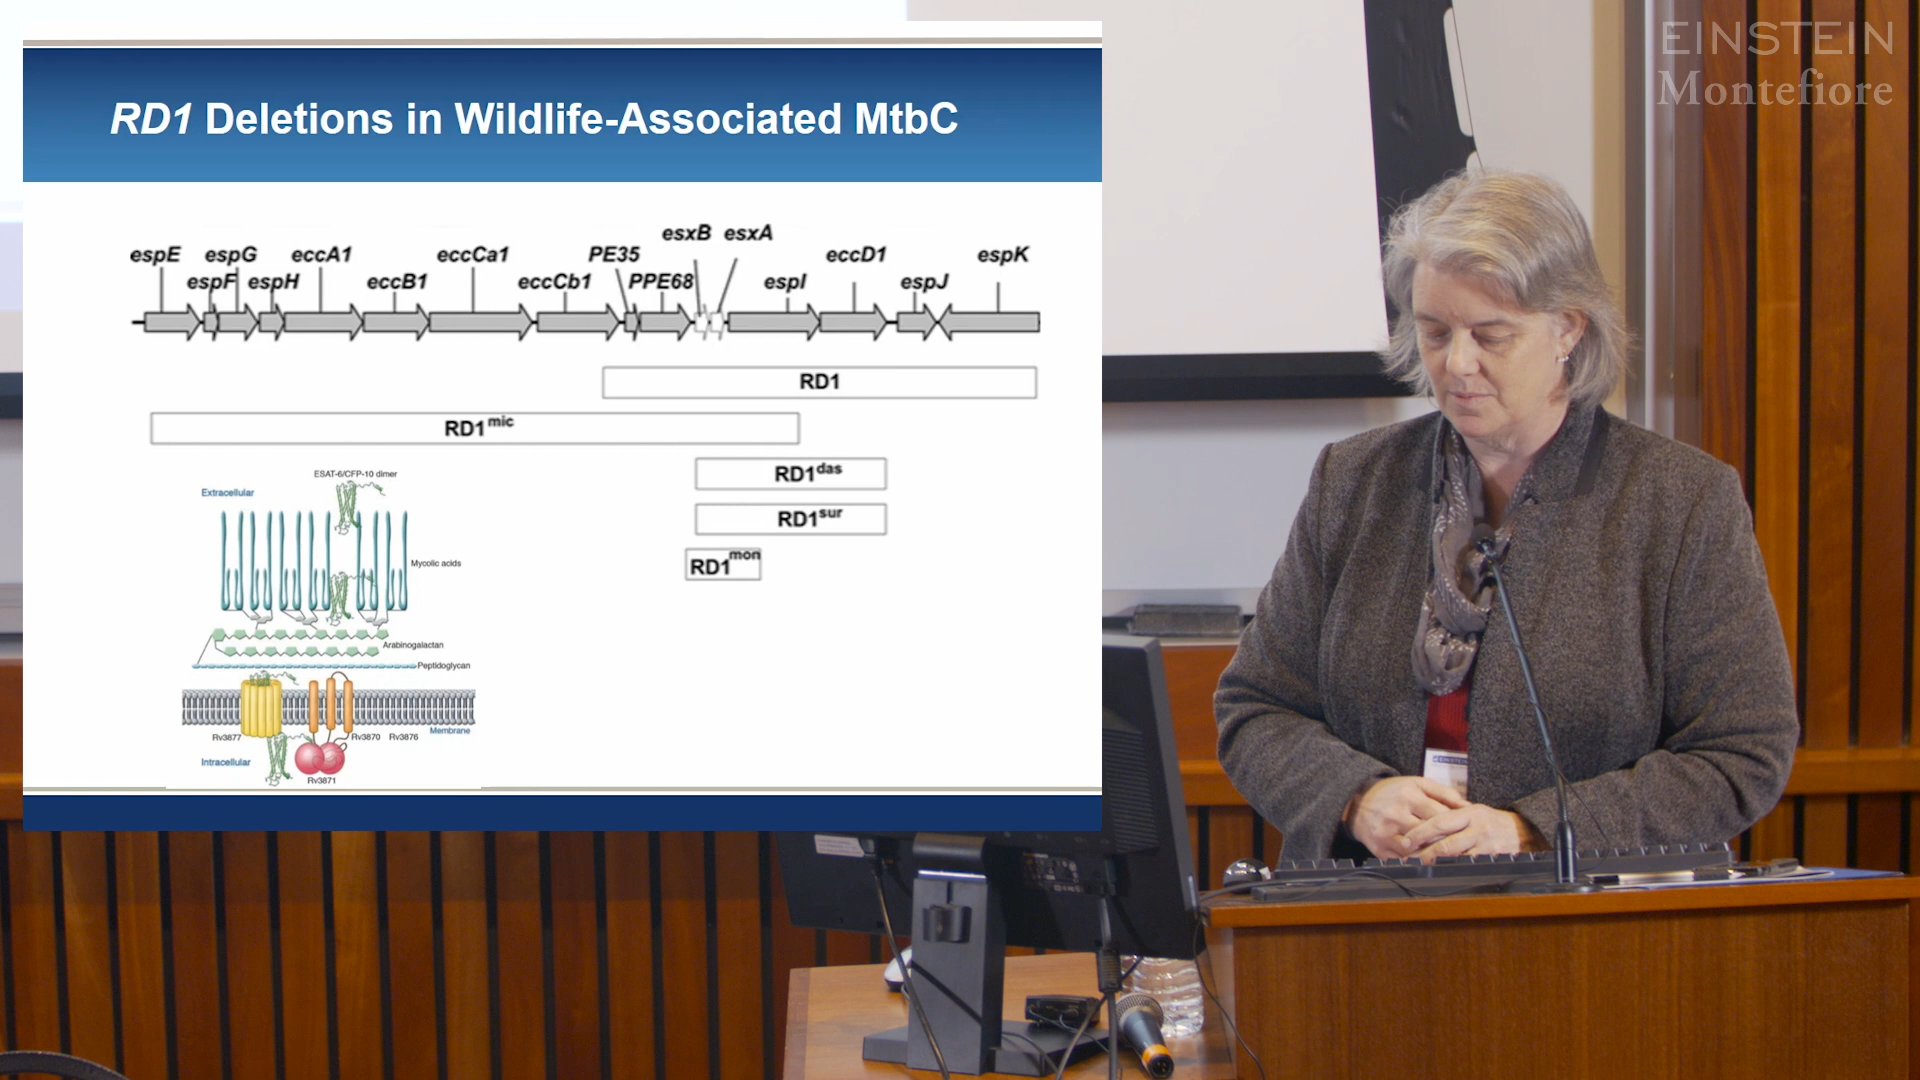 EINSTEIN
Montefiore
RD1 Deletions in Wildlife-Associated MtbC
esxB esxA
espE espG eccA1 eccCa1 PE35 eccD1 espK
espF espH eccB1 eccCb1 PPE68 espI espJ
RD1
RD1mic
RD1das
RD1sur
RD1mon
ESAT-6/CFP-10 dimer
Extracellular
Mycolic acids
Arabinogalactan
Peptidoglycan
Rv3877 Rv3870 Rv3876
Membrane
Intracellular
Rv3871